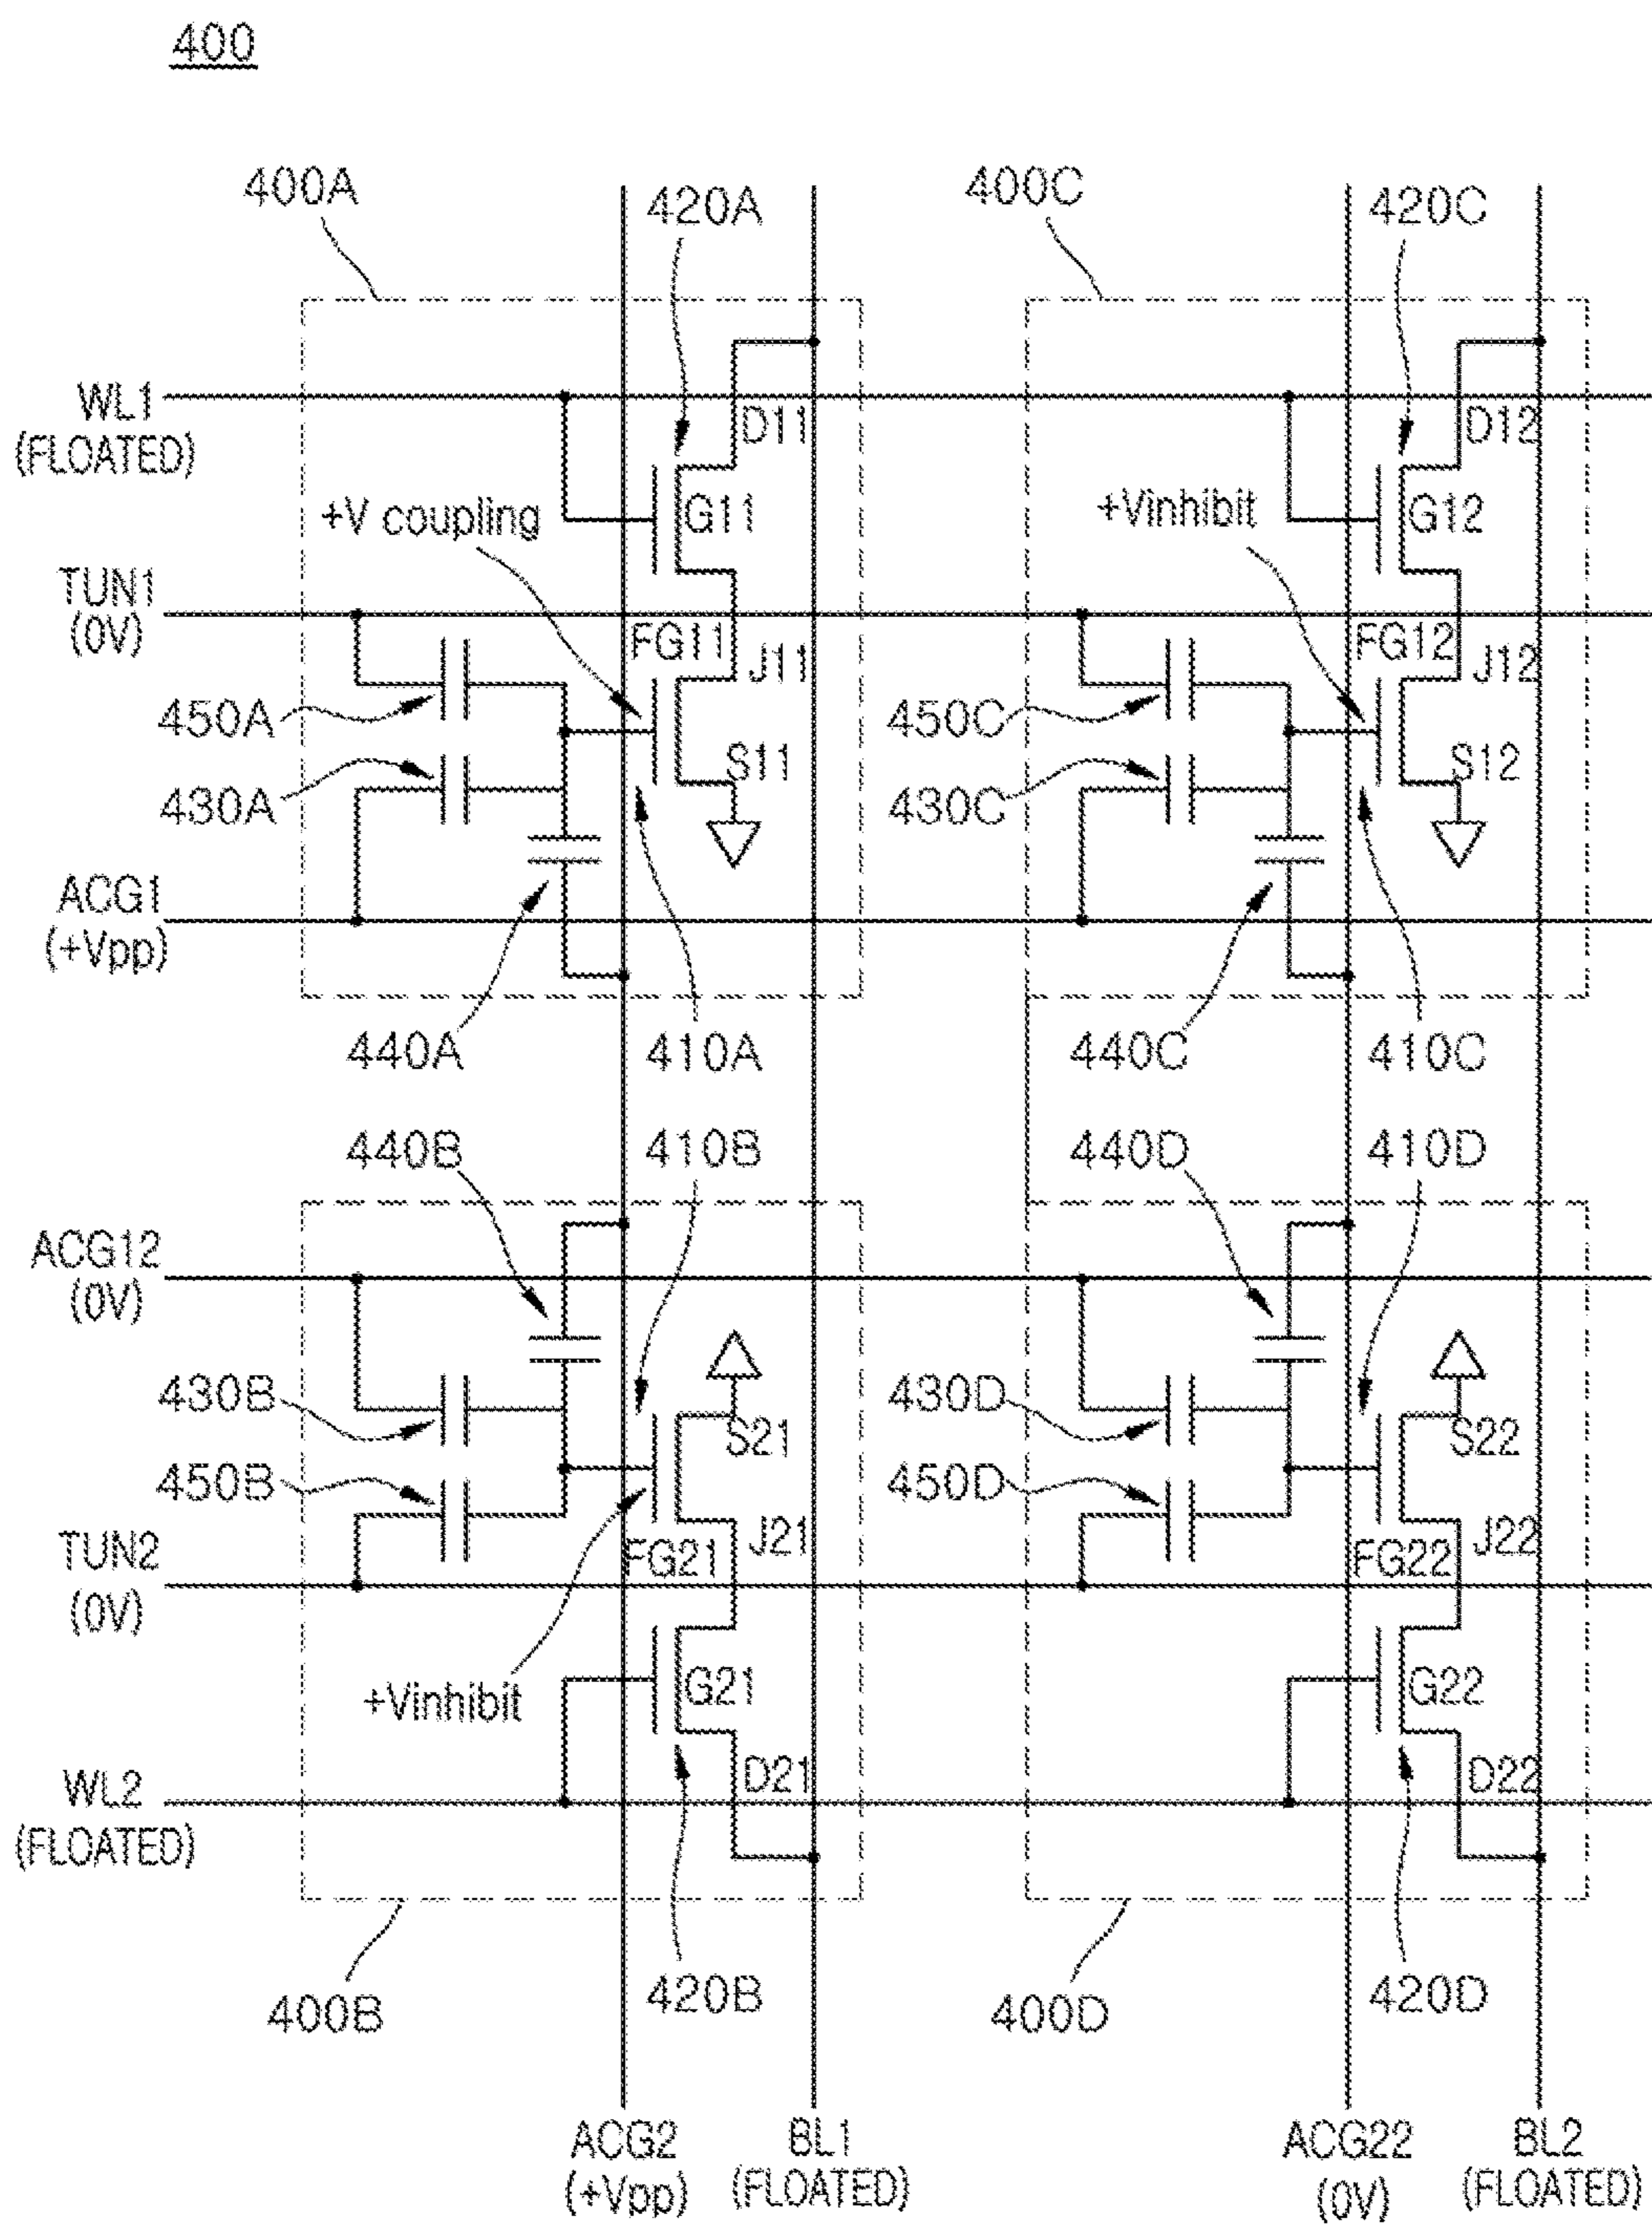 400
400A
420A
400C
420C
WL1
(FLOATED)
D11
D12
+V coupling
G11
+Vinhibit
G12
TUN1
(0V)
FG11
J11
FG12
J12
450A
450C
S11
S12
430A
430C
ACG1
(+Vpp)
440A
410A
440C
410C
440B
410B
440D
410D
ACG12
(0V)
430B
S21
430D
S22
450B
450D
TUN2
(0V)
FG21
J21
FG22
J22
+Vinhibit
G21
G22
WL2
(FLOATED)
D21
D22
400B
420B
400D
420D
ACG2
(+Vpp)
BL1
(FLOATED)
ACG22
(0V)
BL2
(FLOATED)